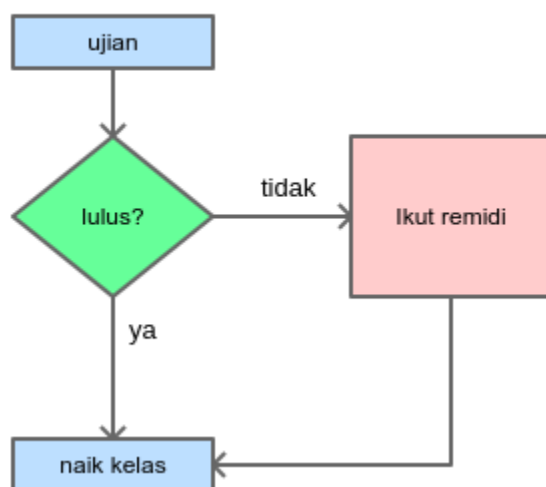 ujian
lulus?
tidak
Ikut remidi
ya
naik kelas